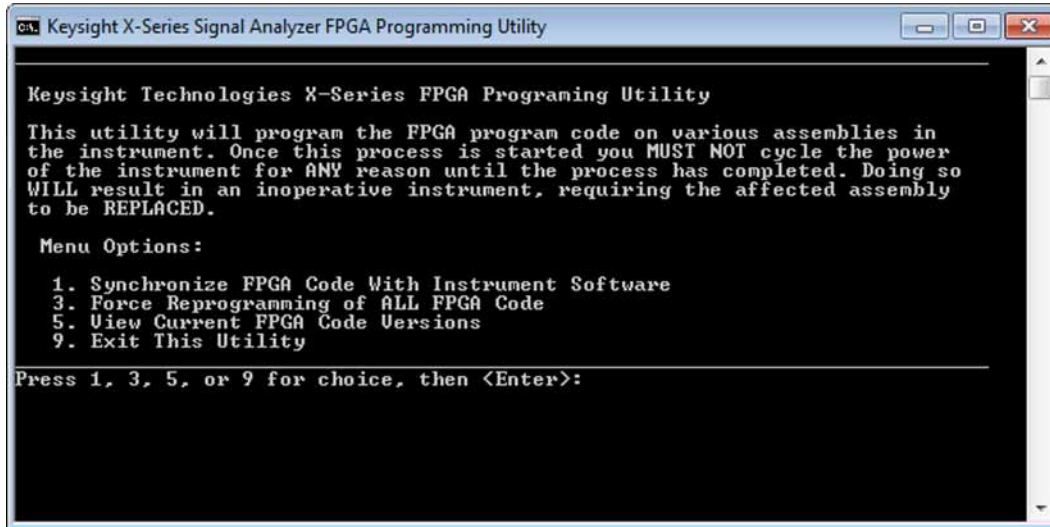 Keysight X-Series Signal Analyzer FPGA Programming Utility
Keysight Technologies X-Series FPGA Programing Utility
This utility will program the FPGA program code on various assemblies in
the instrument. Once this process is started you MUST NOT cycle the power
of the instrument for ANY reason until the process has completed. Doing so
WILL result in an inoperative instrument, requiring the affected assembly
to be REPLACED.
Menu Options:
1. Synchronize FPGA Code With Instrument Software
3. Force Reprogramming of ALL FPGA Code
5. View Current FPGA Code Versions
9. Exit This Utility
Press 1, 3, 5, or 9 for choice, then <Enter>: